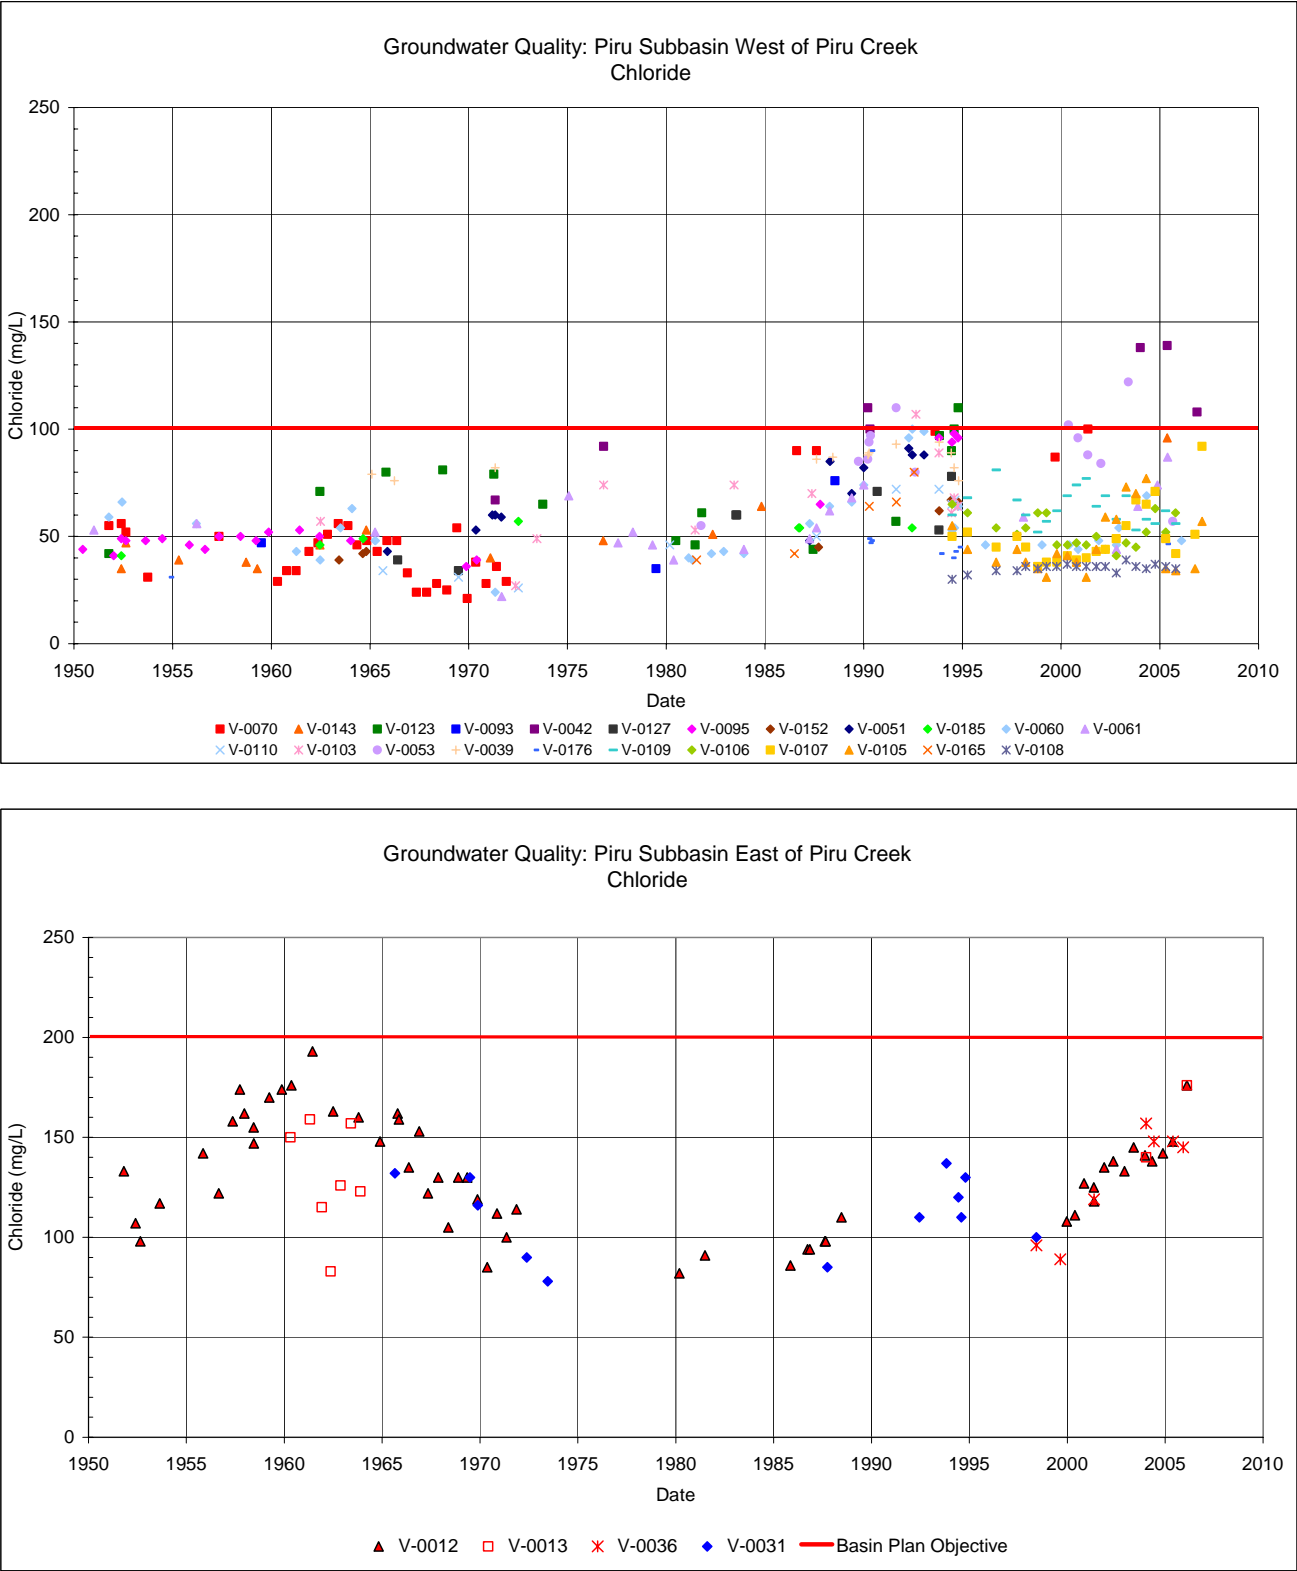 Groundwater Quality: Piru Subbasin West of Piru Creek
Chloride
250
200
150
100
50
0
Chloride (mg/L)
1950 1955 1960 1965 1970 1975 1980 1985 1990 1995 2000 2005 2010
Date
V-0070 V-0143 V-0123 V-0093 V-0042 V-0127 V-0095 V-0152 V-0051 V-0185 V-0060 V-0061
V-0110 V-0103 V-0053 V-0039 V-0176 V-0109 V-0106 V-0107 V-0105 V-0165 V-0108
Groundwater Quality: Piru Subbasin East of Piru Creek
Chloride
250
200
150
100
50
0
Chloride (mg/L)
1950 1955 1960 1965 1970 1975 1980 1985 1990 1995 2000 2005 2010
Date
V-0012 V-0013 V-0036 V-0031 Basin Plan Objective